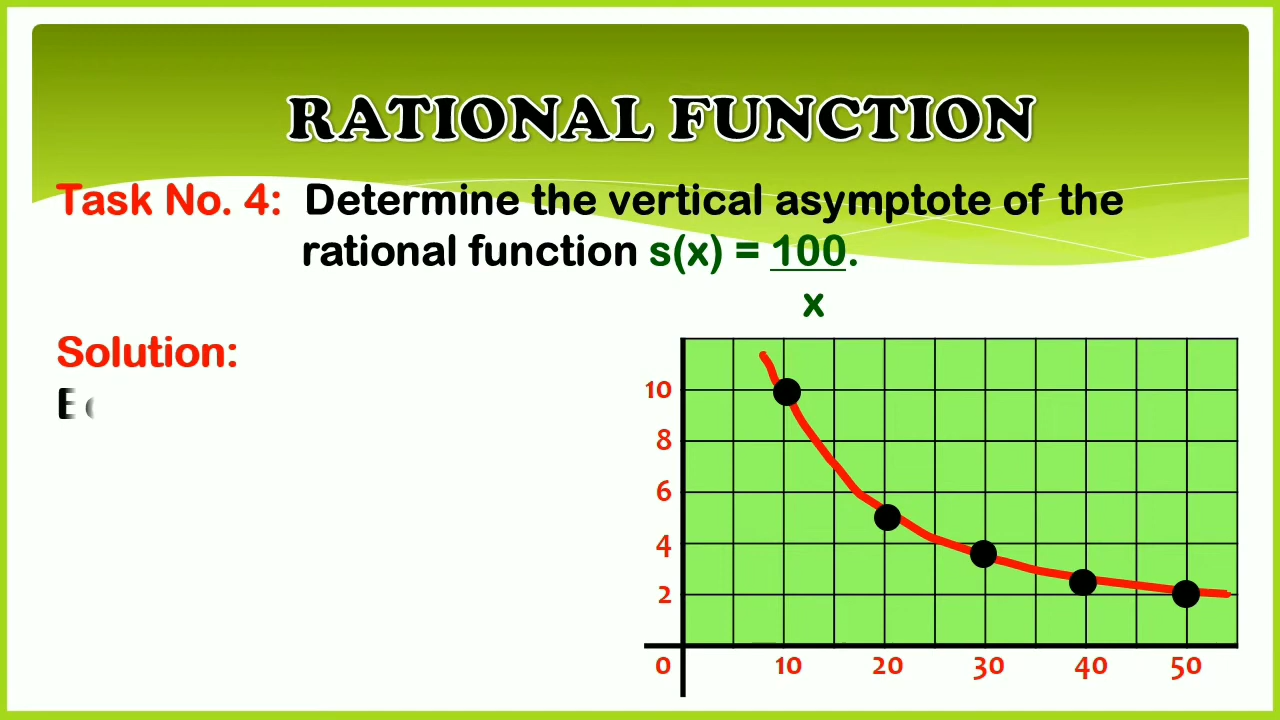 RATIONAL FUNCTION
Task No. 4: Determine the vertical asymptote of the
rational function s(x) = 100.
x
Solution:
10
8
6
4
2
0 10 20 30 40 50